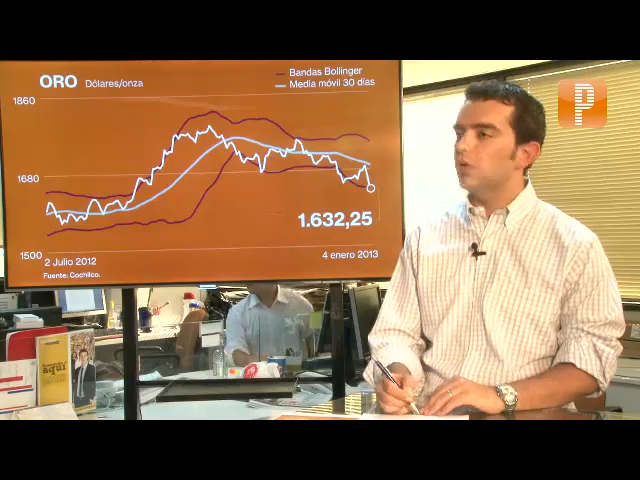 ORO Dólares/onza
Bandas Bollinger
Media móvil 30 días
1860
1680
1.632,25
1500
2 Julio 2012
4 enero 2013
Fuente: Cochilco.
P
aquí